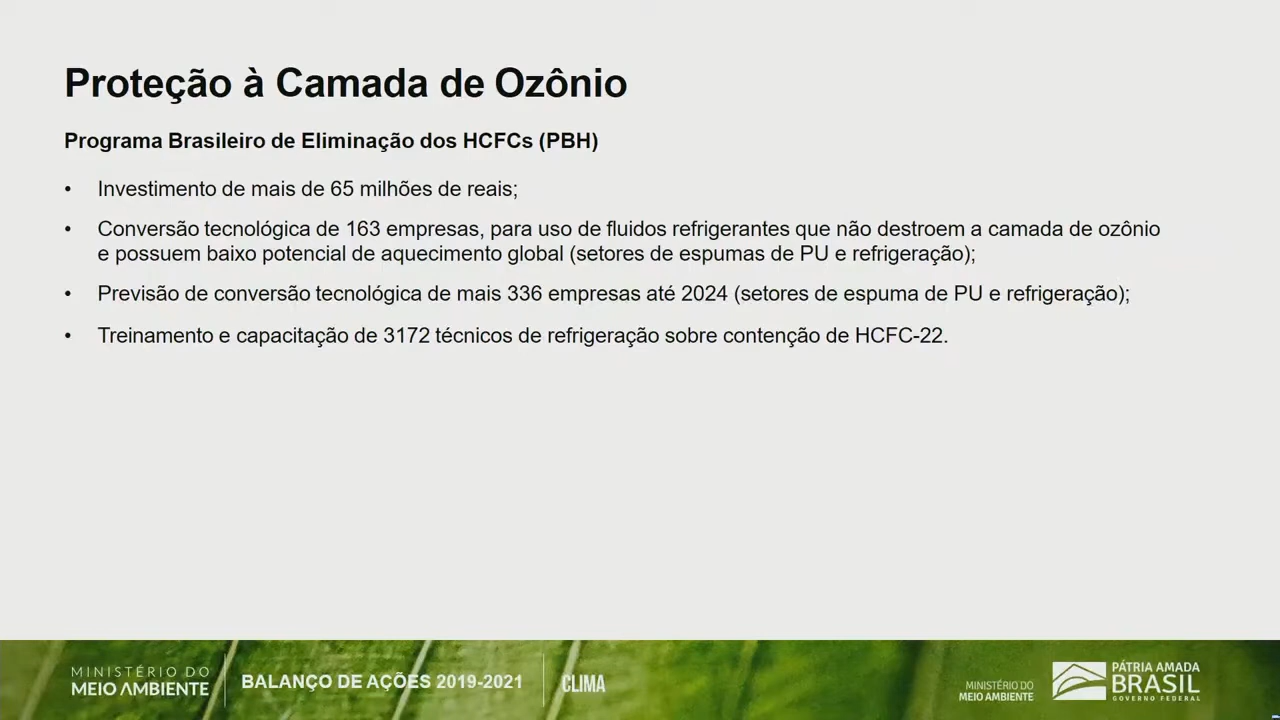 Proteção à Camada de Ozônio
Programa Brasileiro de Eliminação dos HCFCs (PBH)
• Investimento de mais de 65 milhões de reais;
• Conversão tecnológica de 163 empresas, para uso de fluidos refrigerantes que não destroem a camada de ozônio
e possuem baixo potencial de aquecimento global (setores de espumas de PU e refrigeração);
• Previsão de conversão tecnológica de mais 336 empresas até 2024 (setores de espuma de PU e refrigeração);
• Treinamento e capacitação de 3172 técnicos de refrigeração sobre contenção de HCFC-22.
MINISTÉRIO DO
MEIO AMBIENTE
BALANÇO DE AÇÕES 2019-2021
CLIMA
MINISTÉRIO DO
MEIO AMBIENTE
PÁTRIA AMADA
BRASIL
GOVERNO FEDERAL